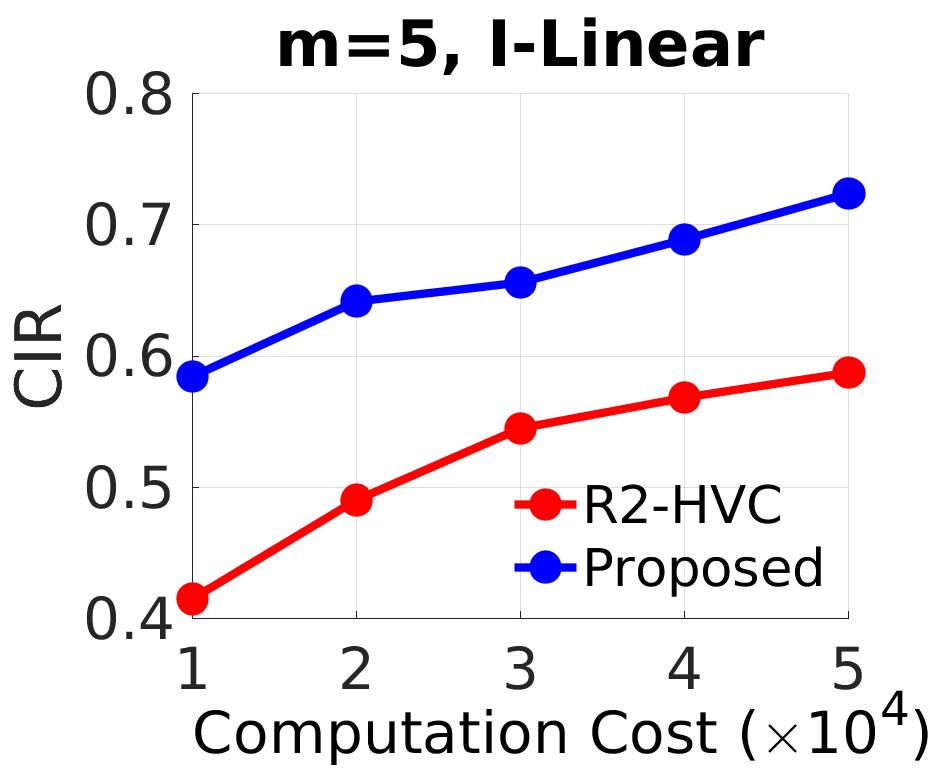 m=5, I-Linear
0.8
0.7
0.6
0.5
0.4
CIR
R2-HVC
Proposed
1 2 3 4 5
Computation Cost (×10⁴)